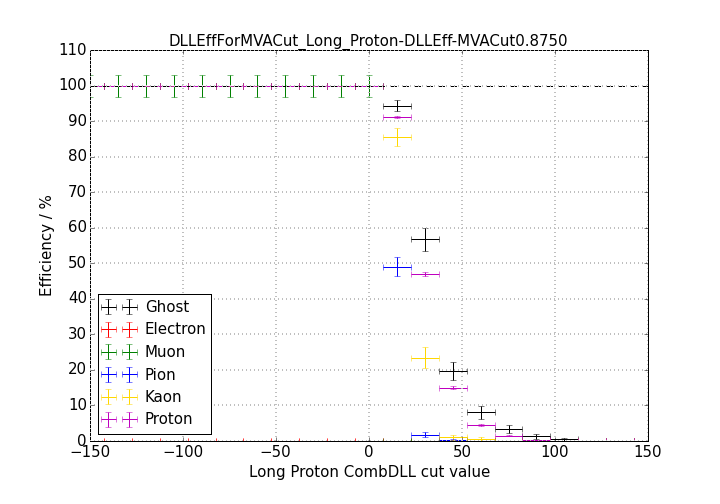 DLLEffForMVACut_Long_Proton-DLLEff-MVACut0.8750
110
100
90
80
70
60
50
40
30
20
10
0
Efficiency / %
Ghost
Electron
Muon
Pion
Kaon
Proton
−150 −100 −50 0 50 100 150
Long Proton CombDLL cut value